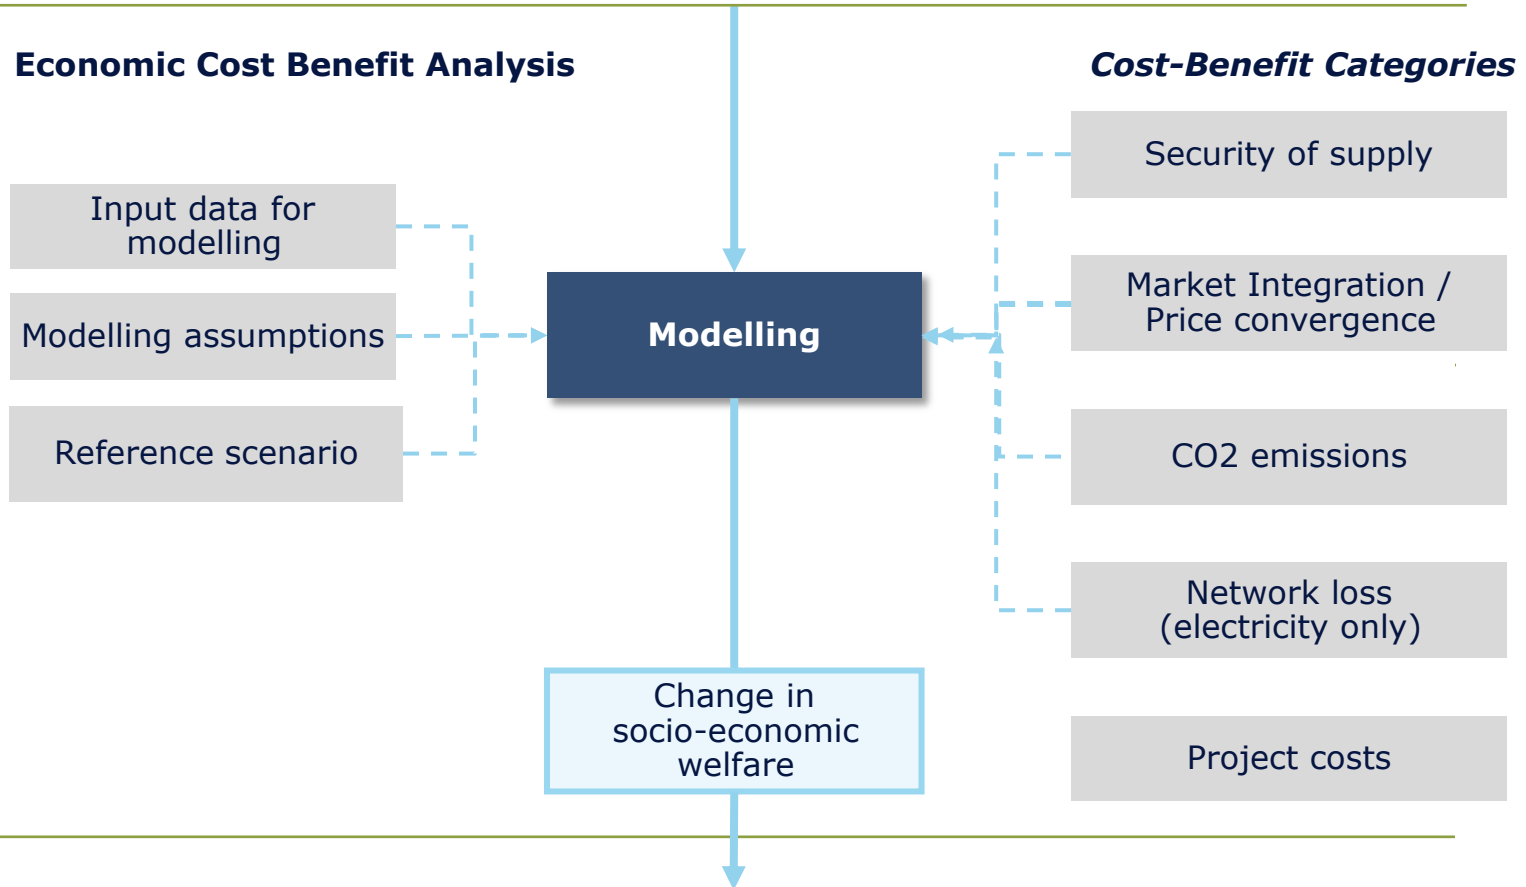 Economic Cost Benefit Analysis
Cost-Benefit Categories
Input data for
modelling
Modelling assumptions
Reference scenario
Modelling
Change in
socio-economic
welfare
Security of supply
Market Integration /
Price convergence
CO2 emissions
Network loss
(electricity only)
Project costs